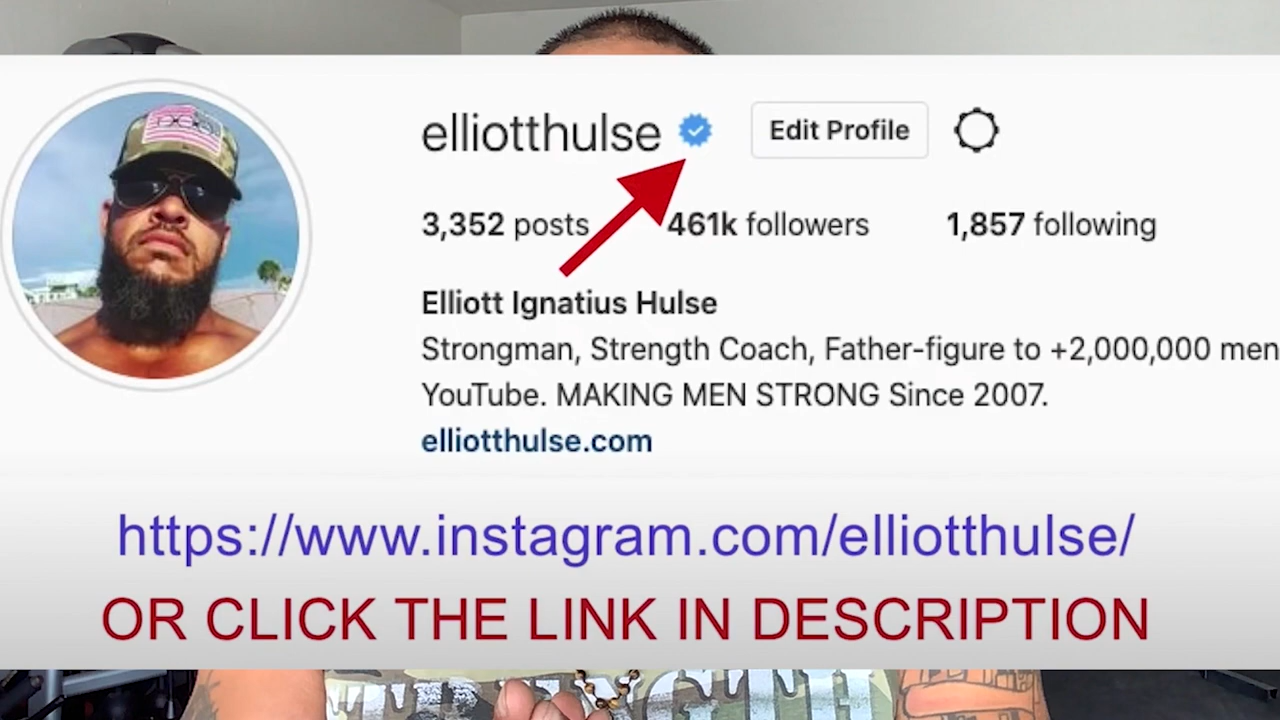 elliotthulse Edit Profile
3,352 posts 461k followers 1,857 following
Elliott Ignatius Hulse
Strongman, Strength Coach, Father-figure to +2,000,000 men
YouTube. MAKING MEN STRONG Since 2007.
elliotthulse.com
https://www.instagram.com/elliotthulse/
OR CLICK THE LINK IN DESCRIPTION